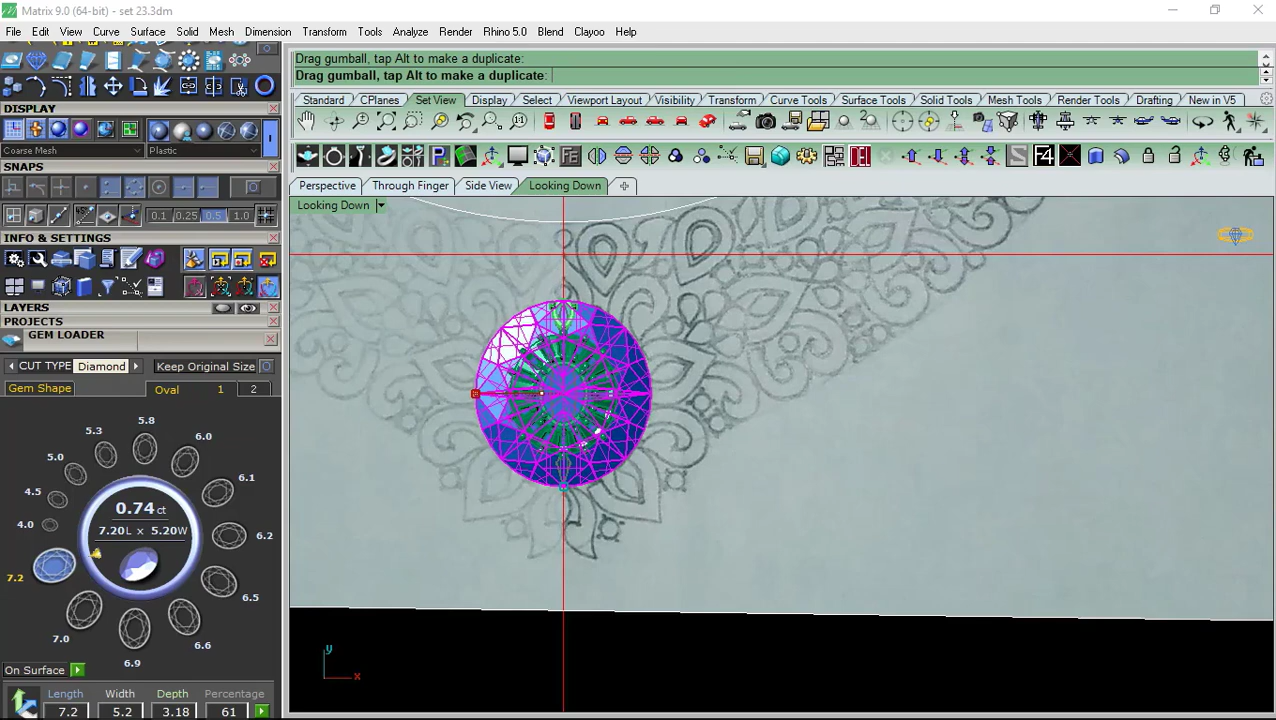 Matrix 9.0 (64-bit) - set 23.3dm
File Edit View Curve Surface Solid Mesh Dimension Transform Tools Analyze Render Rhino 5.0 Blend Clayoo Help
Drag gumball, tap Alt to make a duplicate:
Drag gumball, tap Alt to make a duplicate:
Standard CPlanes Set View Display Select Viewport Layout Visibility Transform Curve Tools Surface Tools Solid Tools Mesh Tools Render Tools Drafting New in V5
DISPLAY
Coarse Mesh Plastic
SNAPS
0.1 0.25 0.5 1.0
INFO & SETTINGS
LAYERS
PROJECTS
GEM LOADER
CUT TYPE Diamond Keep Original Size
Gem Shape Oval 1 2
5.8
5.3 6.0
5.0 6.1
4.5
4.0 6.2
0.74 ct
7.20L x 5.20W
7.2
6.5
7.0 6.6
6.9
On Surface
Length Width Depth Percentage
7.2 5.2 3.18 61
Perspective Through Finger Side View Looking Down
Looking Down
P FE S F4
1:1
2
y
x